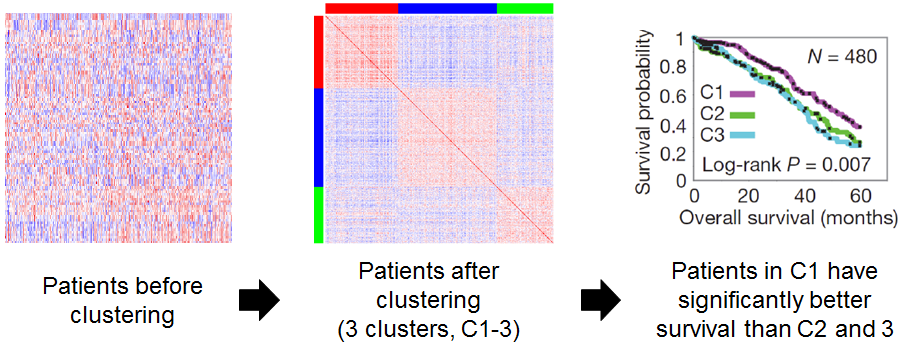 Patients before
clustering
Patients after
clustering
(3 clusters, C1-3)
Survival probability
1
0.8
0.6
0.4
0.2
0
N = 480
C1
C2
C3
Log-rank P = 0.007
0 20 40 60
Overall survival (months)
Patients in C1 have
significantly better
survival than C2 and 3